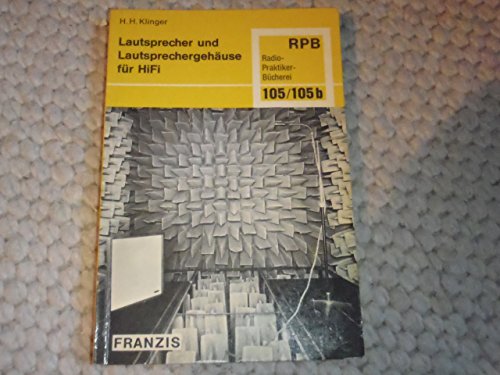 H. H. Klinger
Lautsprecher und
Lautsprechergehäuse
für HiFi
RPB
Radio-
Praktiker-
Bücherei
105/105b
FRANZIS